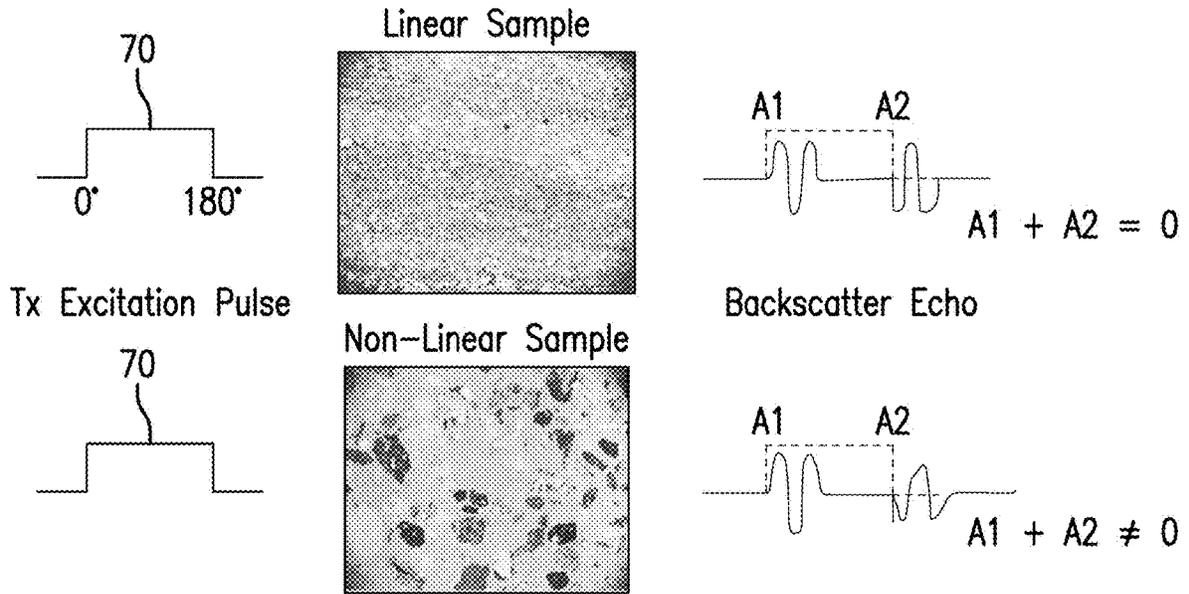 Linear Sample
70
A1
A2
0°
180°
A1 + A2 = 0
Tx Excitation Pulse
Backscatter Echo
Non-Linear Sample
70
A1
A2
A1 + A2 ≠ 0